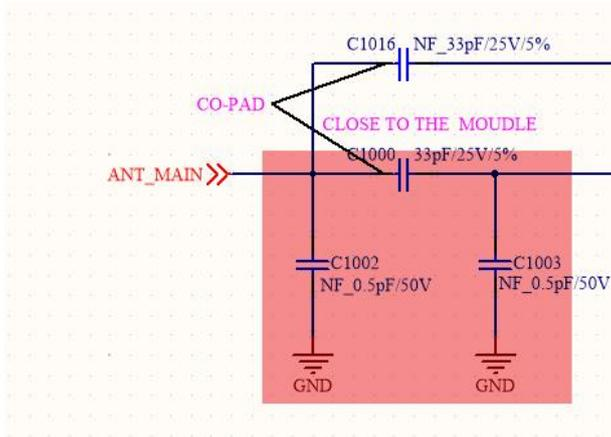 C1016 NF_33pF/25V/5%
CO-PAD
CLOSE TO THE MOUDLE
C1000 33pF/25V/5%
ANT_MAIN
C1002
NF_0.5pF/50V
C1003
NF_0.5pF/50V
GND
GND